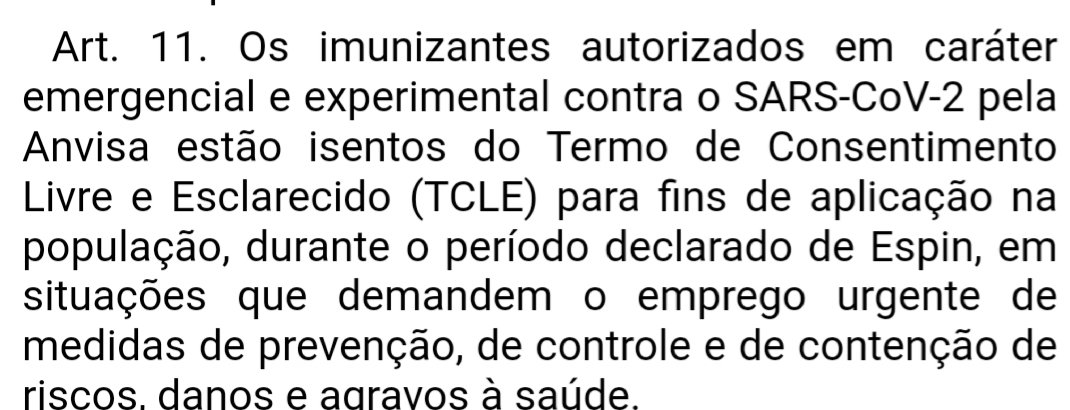 Art. 11. Os imunizantes autorizados em caráter
emergencial e experimental contra o SARS-CoV-2 pela
Anvisa estão isentos do Termo de Consentimento
Livre e Esclarecido (TCLE) para fins de aplicação na
população, durante o período declarado de Espin, em
situações que demandem o emprego urgente de
medidas de prevenção, de controle e de contenção de
riscos, danos e agravos à saúde.